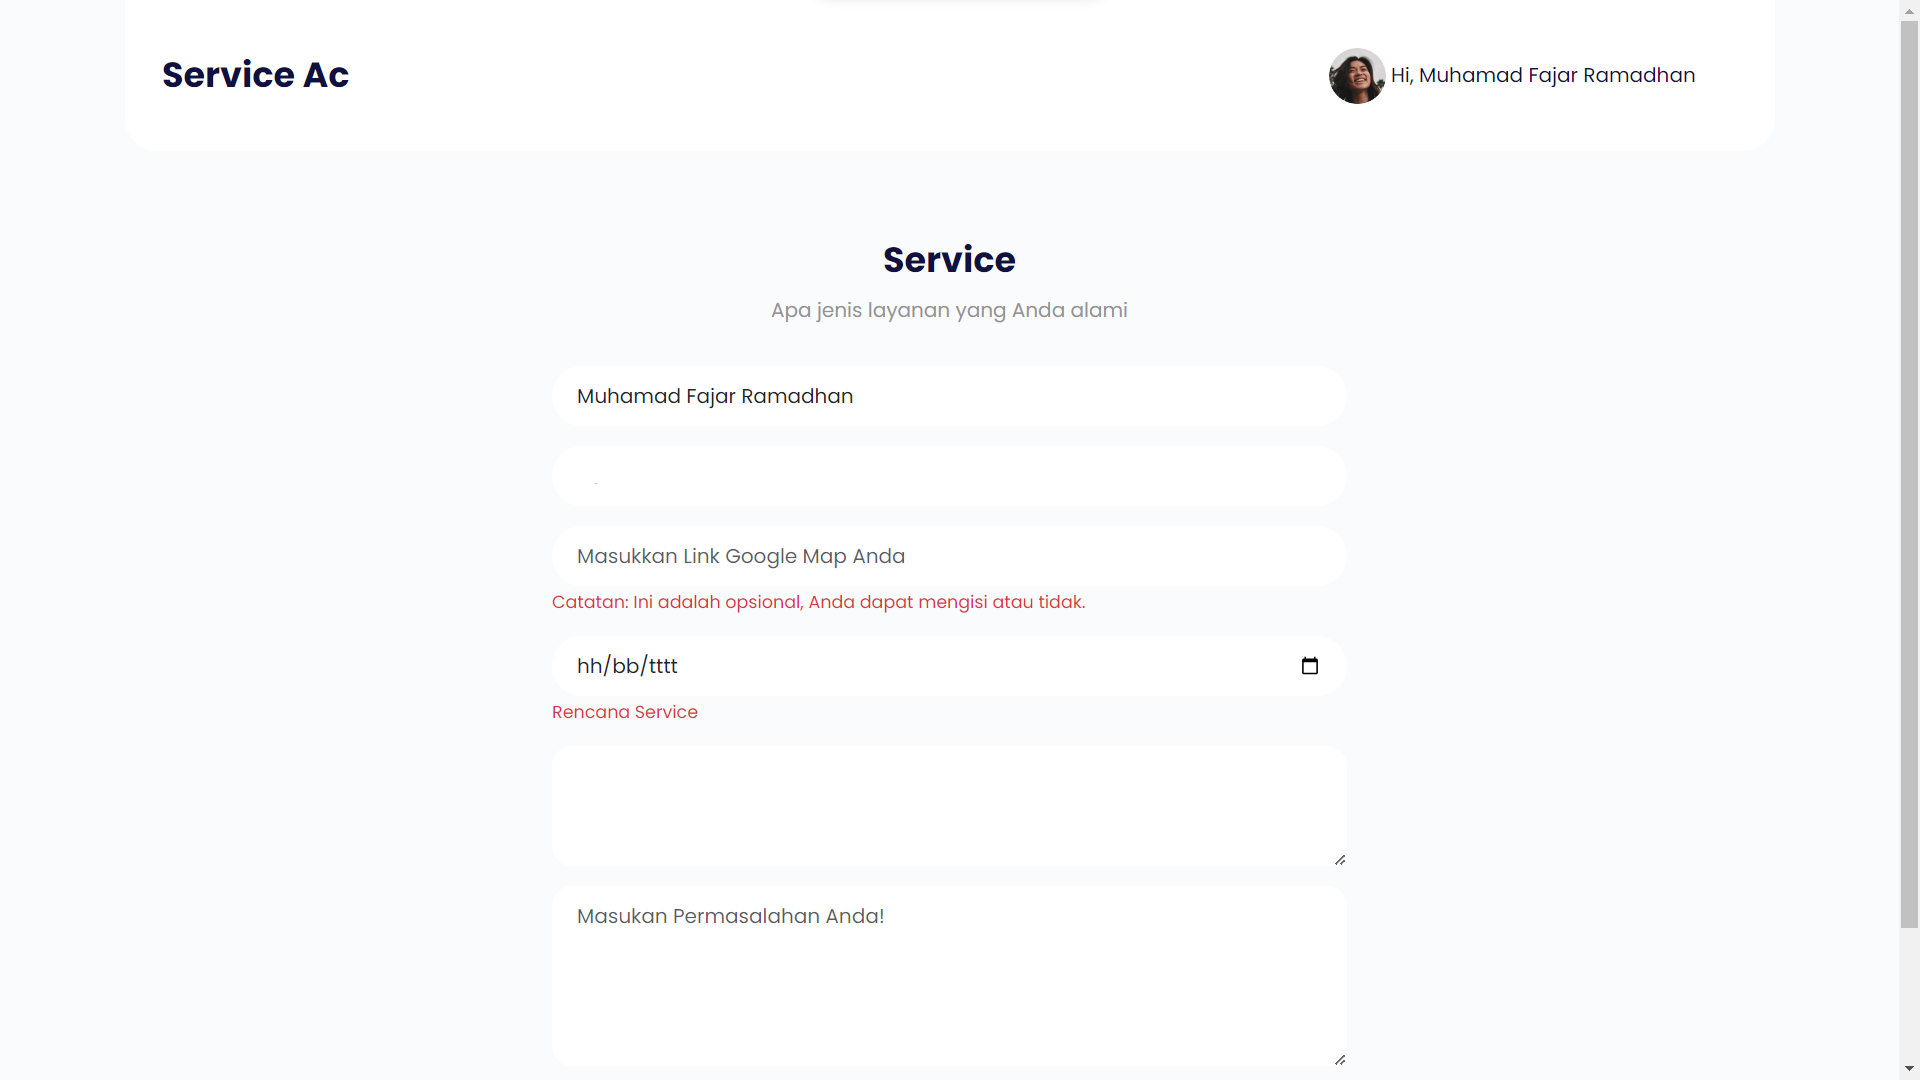 Service Ac
Hi, Muhamad Fajar Ramadhan
Service
Apa jenis layanan yang Anda alami
Muhamad Fajar Ramadhan
Masukkan Link Google Map Anda
Catatan: Ini adalah opsional, Anda dapat mengisi atau tidak.
hh/bb/tttt
Rencana Service
Masukan Permasalahan Anda!